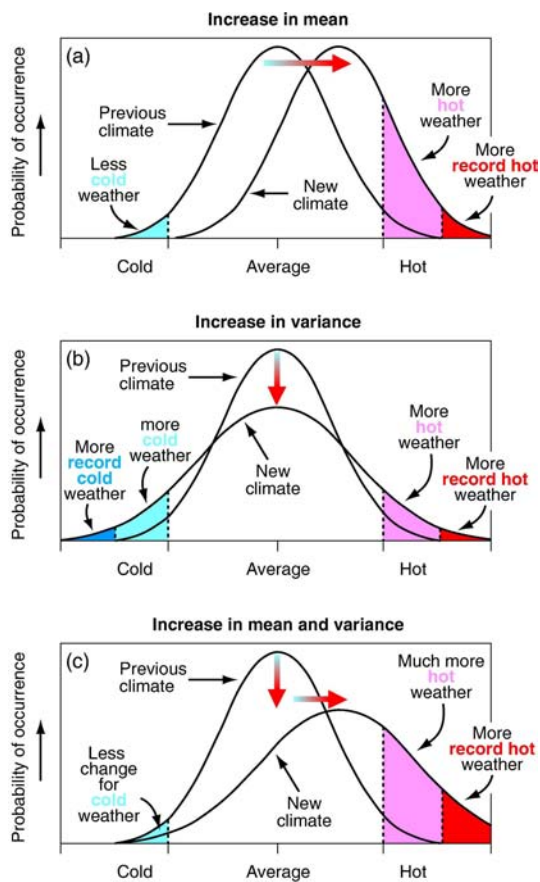 Increase in mean
(a)
Probability of occurrence
Previous
climate
Less
cold
weather
New
climate
More
hot
weather
More
record hot
weather
Cold
Average
Hot
Increase in variance
(b)
Probability of occurrence
Previous
climate
more
cold
weather
More
record
cold
weather
New
climate
More
hot
weather
More
record hot
weather
Cold
Average
Hot
Increase in mean and variance
(c)
Probability of occurrence
Previous
climate
Less
change
for
cold
weather
New
climate
Much more
hot
weather
More
record hot
weather
Cold
Average
Hot